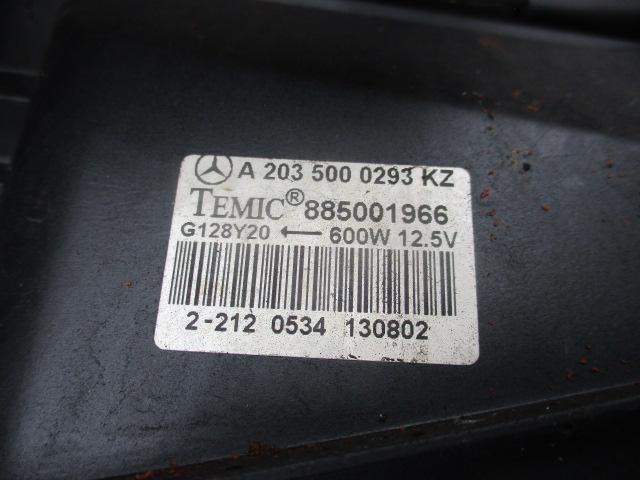 A 203 500 0293 KZ
TEMIC® 885001966
G128Y20 ← 600W 12.5V
2-212 0534 130802